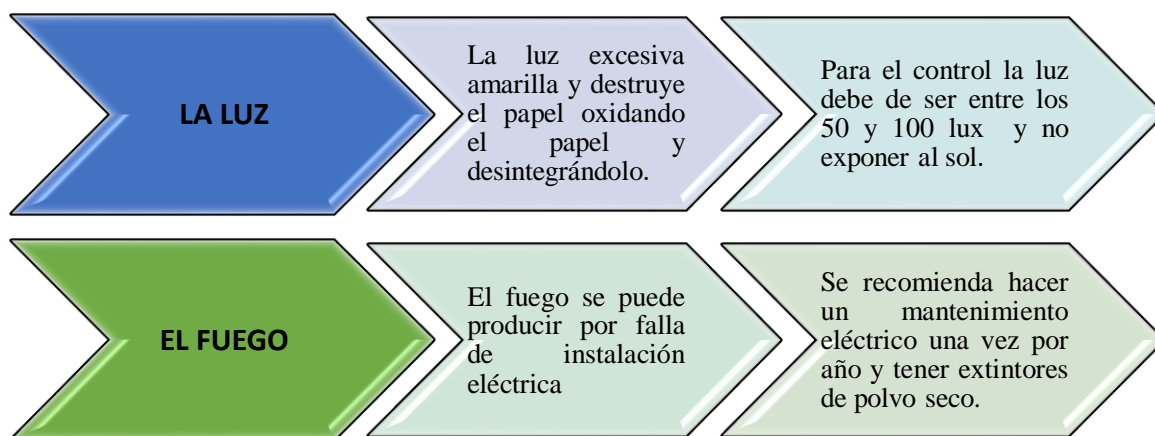 LA LUZ
La luz excesiva
amarilla y destruye
el papel oxidando
el papel y
desintegrándolo.
Para el control la luz
debe de ser entre los
50 y 100 lux y no
exponer al sol.
EL FUEGO
El fuego se puede
producir por falla
de instalación
eléctrica
Se recomienda hacer
un mantenimiento
eléctrico una vez por
año y tener extintores
de polvo seco.